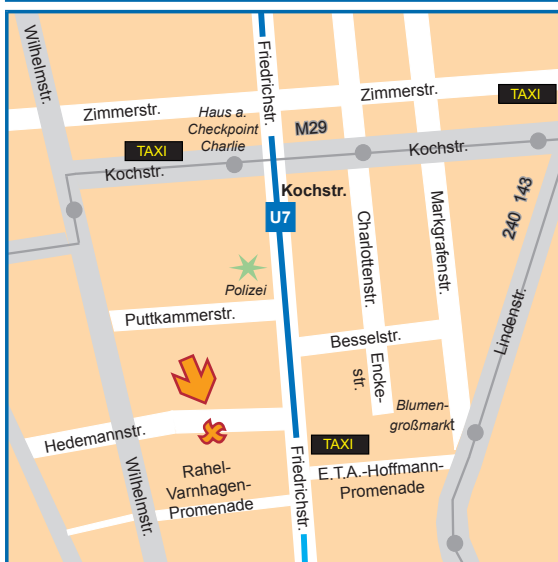 Wilhelmstr.
Friedrichstr.
Zimmerstr.
Zimmerstr.
TAXI
Haus a.
Checkpoint
Charlie
M29
TAXI
Kochstr.
Kochstr.
Kochstr.
U7
Charlottenstr.
Markgrafenstr.
240 143
Polizei
Puttkammerstr.
Besselstr.
Encke-
str.
Lindenstr.
Blumen-
großmarkt
Hedemannstr.
TAXI
Wilhelmstr.
Rahel-
Varnhagen-
Promenade
Friedrichstr.
E.T.A.-Hoffmann-
Promenade